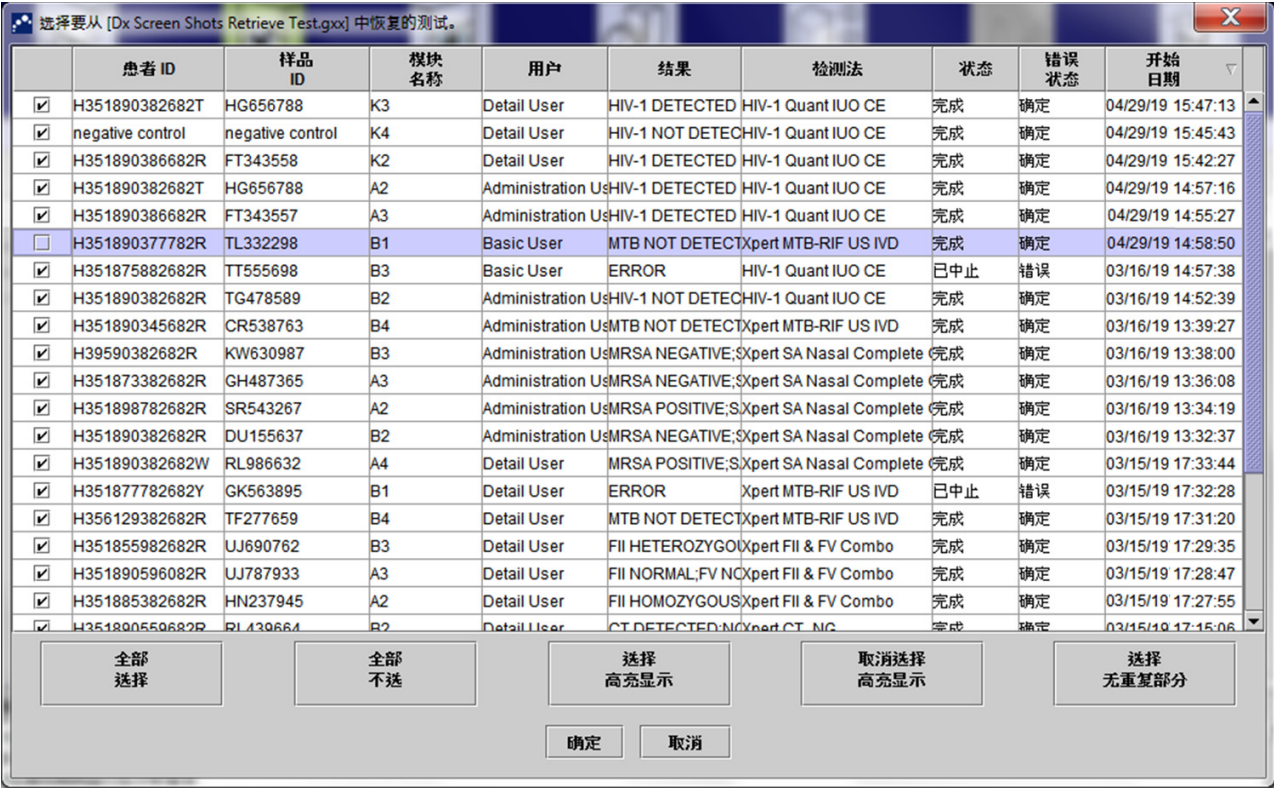 选择要从 [Dx Screen Shots Retrieve Test.gxx] 中恢复的测试。
患者 ID 样品 ID 模块名称 用户 结果 检测法 状态 错误状态 开始日期
H351890382682T HG656788 K3 Detail User HIV-1 DETECTED HIV-1 Quant IUO CE 完成 确定 04/29/19 15:47:13
negative control negative control K4 Detail User HIV-1 NOT DETEC HIV-1 Quant IUO CE 完成 确定 04/29/19 15:45:43
H351890386682R FT343558 K2 Detail User HIV-1 DETECTED HIV-1 Quant IUO CE 完成 确定 04/29/19 15:42:27
H351890382682T HG656788 A2 Administration Us HIV-1 DETECTED HIV-1 Quant IUO CE 完成 确定 04/29/19 14:57:16
H351890386682R FT343557 A3 Administration Us HIV-1 DETECTED HIV-1 Quant IUO CE 完成 确定 04/29/19 14:55:27
H351890377782R TL332298 B1 Basic User MTB NOT DETECT Xpert MTB-RIF US IVD 完成 确定 04/29/19 14:58:50
H351875882682R TT555698 B3 Basic User ERROR HIV-1 Quant IUO CE 已中止 错误 03/16/19 14:57:38
H351890382682R TG478589 B2 Administration Us HIV-1 NOT DETEC HIV-1 Quant IUO CE 完成 确定 03/16/19 14:52:39
H351890345682R CR538763 B4 Administration Us MTB NOT DETECT Xpert MTB-RIF US IVD 完成 确定 03/16/19 13:39:27
H39590382682R KW630987 B3 Administration Us MRSA NEGATIVE;S Xpert SA Nasal Complete G 完成 确定 03/16/19 13:38:00
H351873382682R GH487365 A3 Administration Us MRSA NEGATIVE;S Xpert SA Nasal Complete G 完成 确定 03/16/19 13:36:08
H351898782682R SR543267 A2 Administration Us MRSA POSITIVE;S. Xpert SA Nasal Complete G 完成 确定 03/16/19 13:34:19
H351890382682R DU155637 B2 Administration Us MRSA NEGATIVE;S Xpert SA Nasal Complete G 完成 确定 03/16/19 13:32:37
H351890382682W RL986632 A4 Detail User MRSA POSITIVE;S. Xpert SA Nasal Complete G 完成 确定 03/15/19 17:33:44
H351877782682Y GK563895 B1 Detail User ERROR Xpert MTB-RIF US IVD 已中止 错误 03/15/19 17:32:28
H356129382682R TF277659 B4 Detail User MTB NOT DETECT Xpert MTB-RIF US IVD 完成 确定 03/15/19 17:31:20
H351855982682R UJ690762 B3 Detail User FII HETEROZYGOU Xpert FII & FV Combo 完成 确定 03/15/19 17:29:35
H351890596082R UJ787933 A3 Detail User FII NORMAL;FV NO Xpert FII & FV Combo 完成 确定 03/15/19 17:28:47
H351885382682R HN237945 A2 Detail User FII HOMOZYGOUS Xpert FII & FV Combo 完成 确定 03/15/19 17:27:55
H351890559682R RL439664 B2 Detail User CT DETECTED;NG Xpert CT_NG 完成 确定 03/15/19 17:15:06
全部选择 全部不选 选择高亮显示 取消选择高亮显示 选择无重复部分
确定 取消